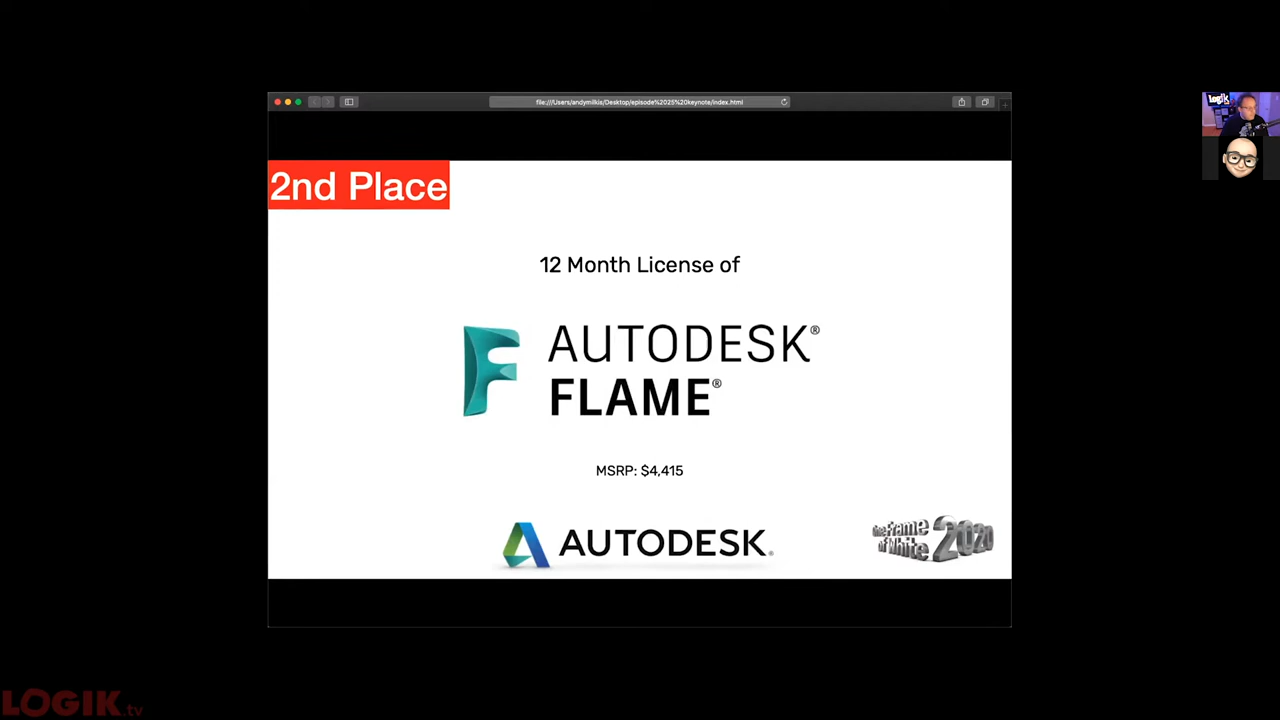 file:///Users/andymilkis/Desktop/episode%2025%20keynote/index.html
LOGIK
2nd Place
12 Month License of
AUTODESK®
FLAME®
MSRP: $4,415
AUTODESK®
One Frame
of White 2020
LOGIK.tv